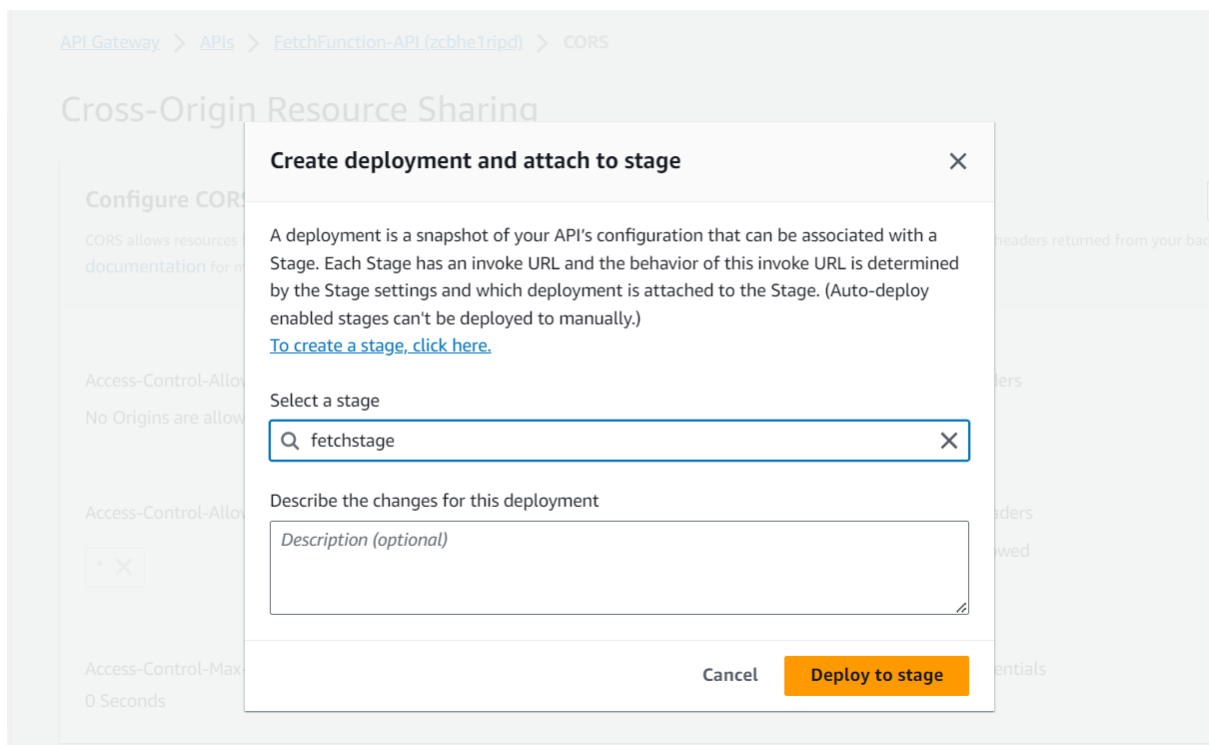 API Gateway > APIs > FetchFunction-API (zcbhe1ripd) > CORS
Cross-Origin Resource Sharing
Create deployment and attach to stage
Configure CORS
CORS allows resources
headers returned from your
documentation for
A deployment is a snapshot of your API's configuration that can be associated with a
Stage. Each Stage has an invoke URL and the behavior of this invoke URL is determined
by the Stage settings and which deployment is attached to the Stage. (Auto-deploy
enabled stages can't be deployed to manually.)
To create a stage, click here.
Access-Control-Allow
No Origins are allow
Select a stage
fetchstage
Access-Control-Allow
Describe the changes for this deployment
Description (optional)
*
Access-Control-Max-
0 Seconds
Cancel
Deploy to stage